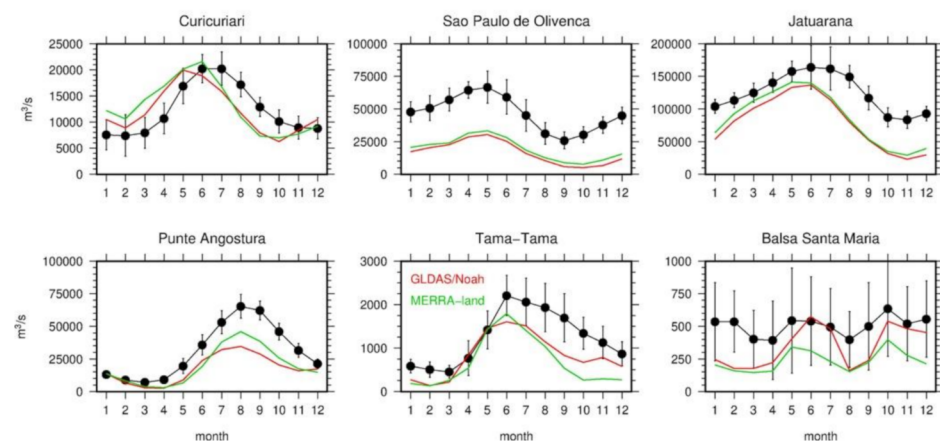 Curicuriari
Sao Paulo de Olivenca
Jatuarana
25000
20000
15000
10000
5000
0
m³/s
1 2 3 4 5 6 7 8 9 10 11 12
100000
75000
50000
25000
0
1 2 3 4 5 6 7 8 9 10 11 12
200000
150000
100000
50000
0
1 2 3 4 5 6 7 8 9 10 11 12
Punte Angostura
Tama-Tama
Balsa Santa Maria
100000
75000
50000
25000
0
m³/s
1 2 3 4 5 6 7 8 9 10 11 12
month
3000
2000
1000
0
GLDAS/Noah
MERRA-land
1 2 3 4 5 6 7 8 9 10 11 12
month
1000
750
500
250
0
1 2 3 4 5 6 7 8 9 10 11 12
month